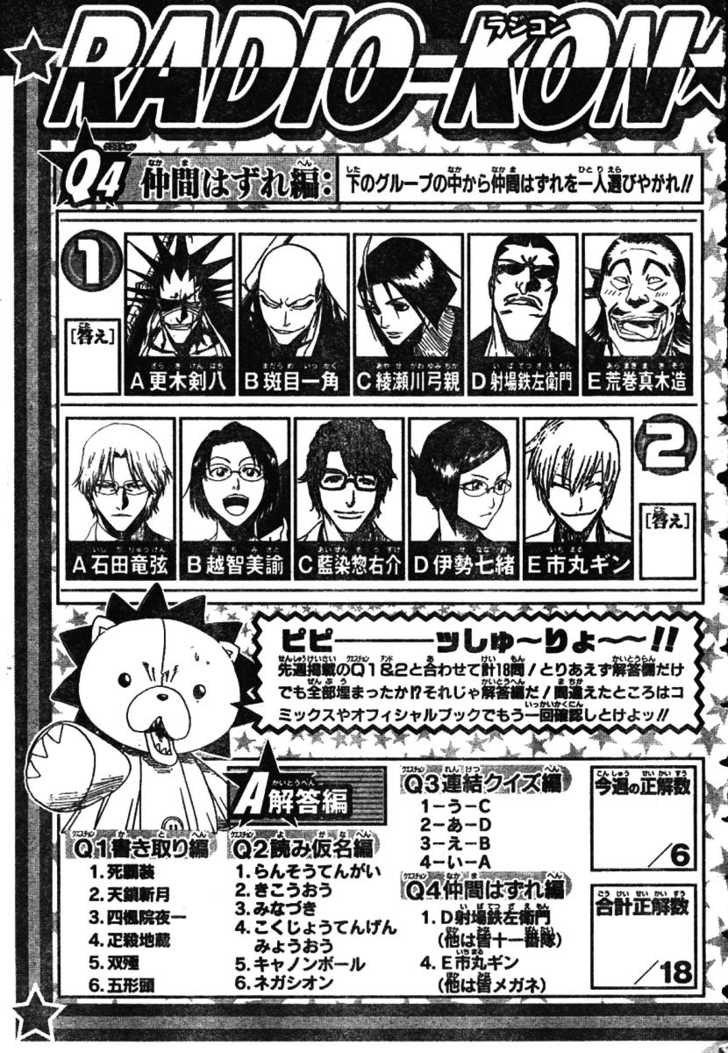 RADIO-KON
ラジコン
Q4 仲間はずれ編:
下のグループの中から仲間はずれを一人選びやがれ!!
1
[答え]
A 更木剣八
B 斑目一角
C 綾瀬川弓親
D 射場鉄左衛門
E 荒巻真木造
2
[答え]
A 石田竜弦
B 越智美諭
C 藍染惣右介
D 伊勢七緒
E 市丸ギン
ピピ――――ッしゅ〜りょ〜―!!
先週掲載のQ1&2と合わせて計18問!とりあえず解答欄だけ
でも全部埋まったか!?それじゃ解答編だ!間違えたところはコ
ミックスやオフィシャルブックでもう一回確認しとけよッ!!
A 解答編
Q1書き取り編
1. 死覇装
2. 天鎖斬月
3. 四楓院夜一
4. 疋殺地蔵
5. 双殛
6. 五形頭
Q2読み仮名編
1. らんそうてんがい
2. きこうおう
3. みなづき
4. こくじょうてんげん
みょうおう
5. キャノンボール
6. ネガシオン
Q3連結クイズ編
1-う-C
2-あ-D
3-え-B
4-い-A
Q4仲間はずれ編
1. D射場鉄左衛門
(他は皆十一番隊)
4. E市丸ギン
(他は皆メガネ)
今週の正解数
/6
合計正解数
/18